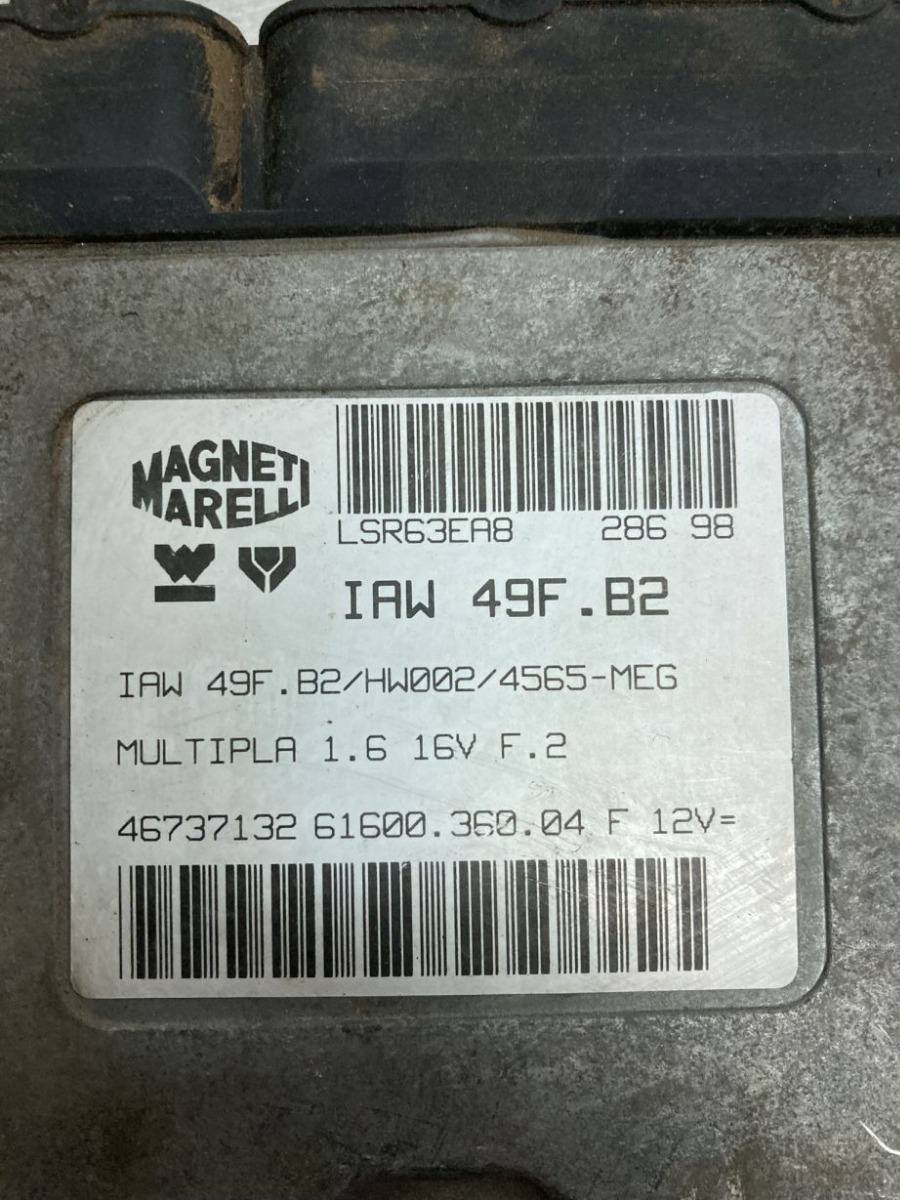 MAGNETI
MARELLI
LSR63EA8 286 98
IAW 49F.B2
IAW 49F.B2/HW002/4565-MEG
MULTIPLA 1.6 16V F.2
46737132 61600.360.04 F 12V=